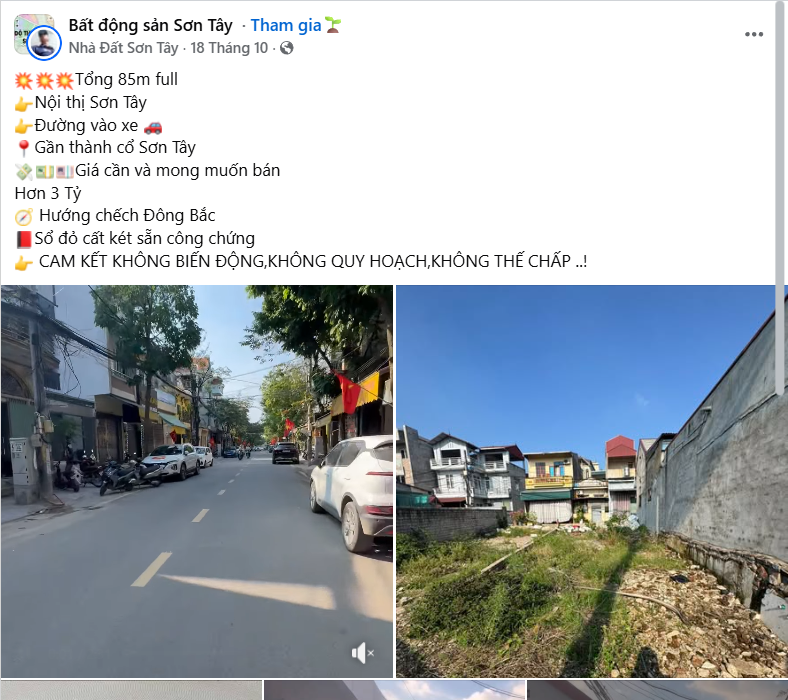 Bất động sản Sơn Tây · Tham gia
Nhà Đất Sơn Tây · 18 Tháng 10 ·
💥💥💥Tổng 85m full
👉Nội thị Sơn Tây
👉Đường vào xe 🚗
📍Gần thành cổ Sơn Tây
💸💵💷Giá cần và mong muốn bán
Hơn 3 Tỷ
🧭 Hướng chếch Đông Bắc
📕Sổ đỏ cất két sẵn công chứng
👉 CAM KẾT KHÔNG BIẾN ĐỘNG,KHÔNG QUY HOẠCH,KHÔNG THẾ CHẤP ..!